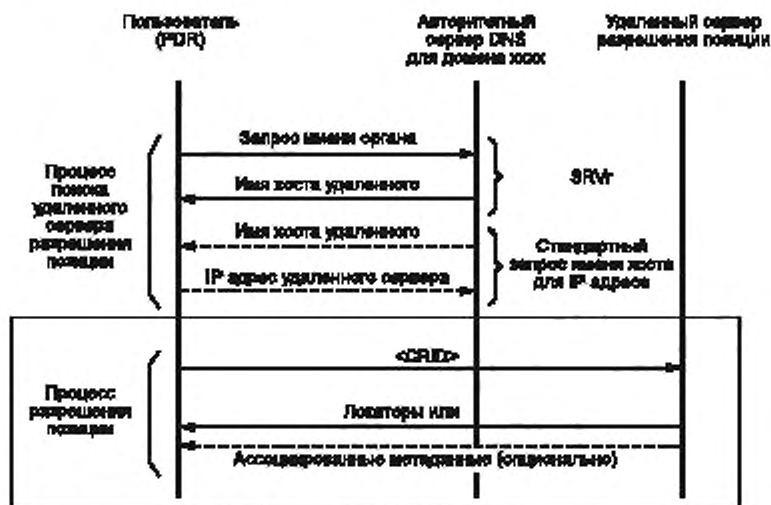 Пользователь
(PDR)
Авторитетный
сервер DNS
для домена xxx
Удаленный сервер
разрешения позиции
Запрос имени органа
Имя хоста удаленного
Имя хоста удаленного
IP адрес удаленного сервера
Процесс
поиска
удаленного
сервера
разрешения
позиции
SRVr
Стандартный
запрос имени хоста
для IP адреса
<CRID>
Локаторы или
Ассоциированные метаданные (опционально)
Процесс
разрешения
позиции